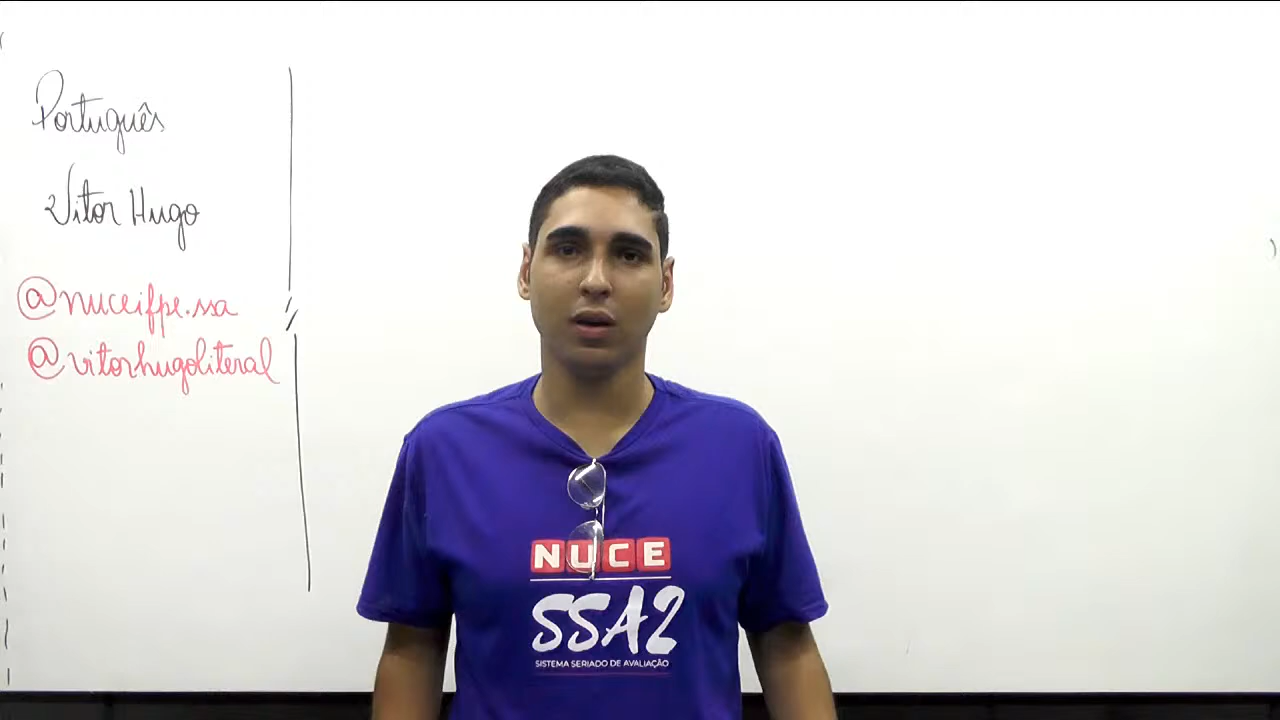 Português
Vitor Hugo
@nuceifpe.ssa
@vitorhugoliteral
NUCE
SSA2
SISTEMA SERIADO DE AVALIAÇÃO